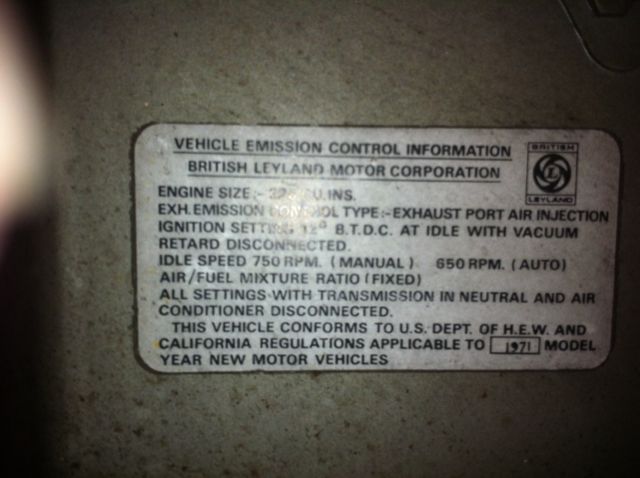 VEHICLE EMISSION CONTROL INFORMATION
BRITISH LEYLAND MOTOR CORPORATION
BRITISH
L
LEYLAND
ENGINE SIZE:- CU.INS.
EXH. EMISSION CONTROL TYPE:-EXHAUST PORT AIR INJECTION
IGNITION SETTING 12° B.T.D.C. AT IDLE WITH VACUUM
RETARD DISCONNECTED.
IDLE SPEED 750 RPM. (MANUAL) 650 RPM. (AUTO)
AIR/FUEL MIXTURE RATIO (FIXED)
ALL SETTINGS WITH TRANSMISSION IN NEUTRAL AND AIR
CONDITIONER DISCONNECTED.
THIS VEHICLE CONFORMS TO U.S. DEPT. OF H.E.W. AND
CALIFORNIA REGULATIONS APPLICABLE TO 1971 MODEL
YEAR NEW MOTOR VEHICLES